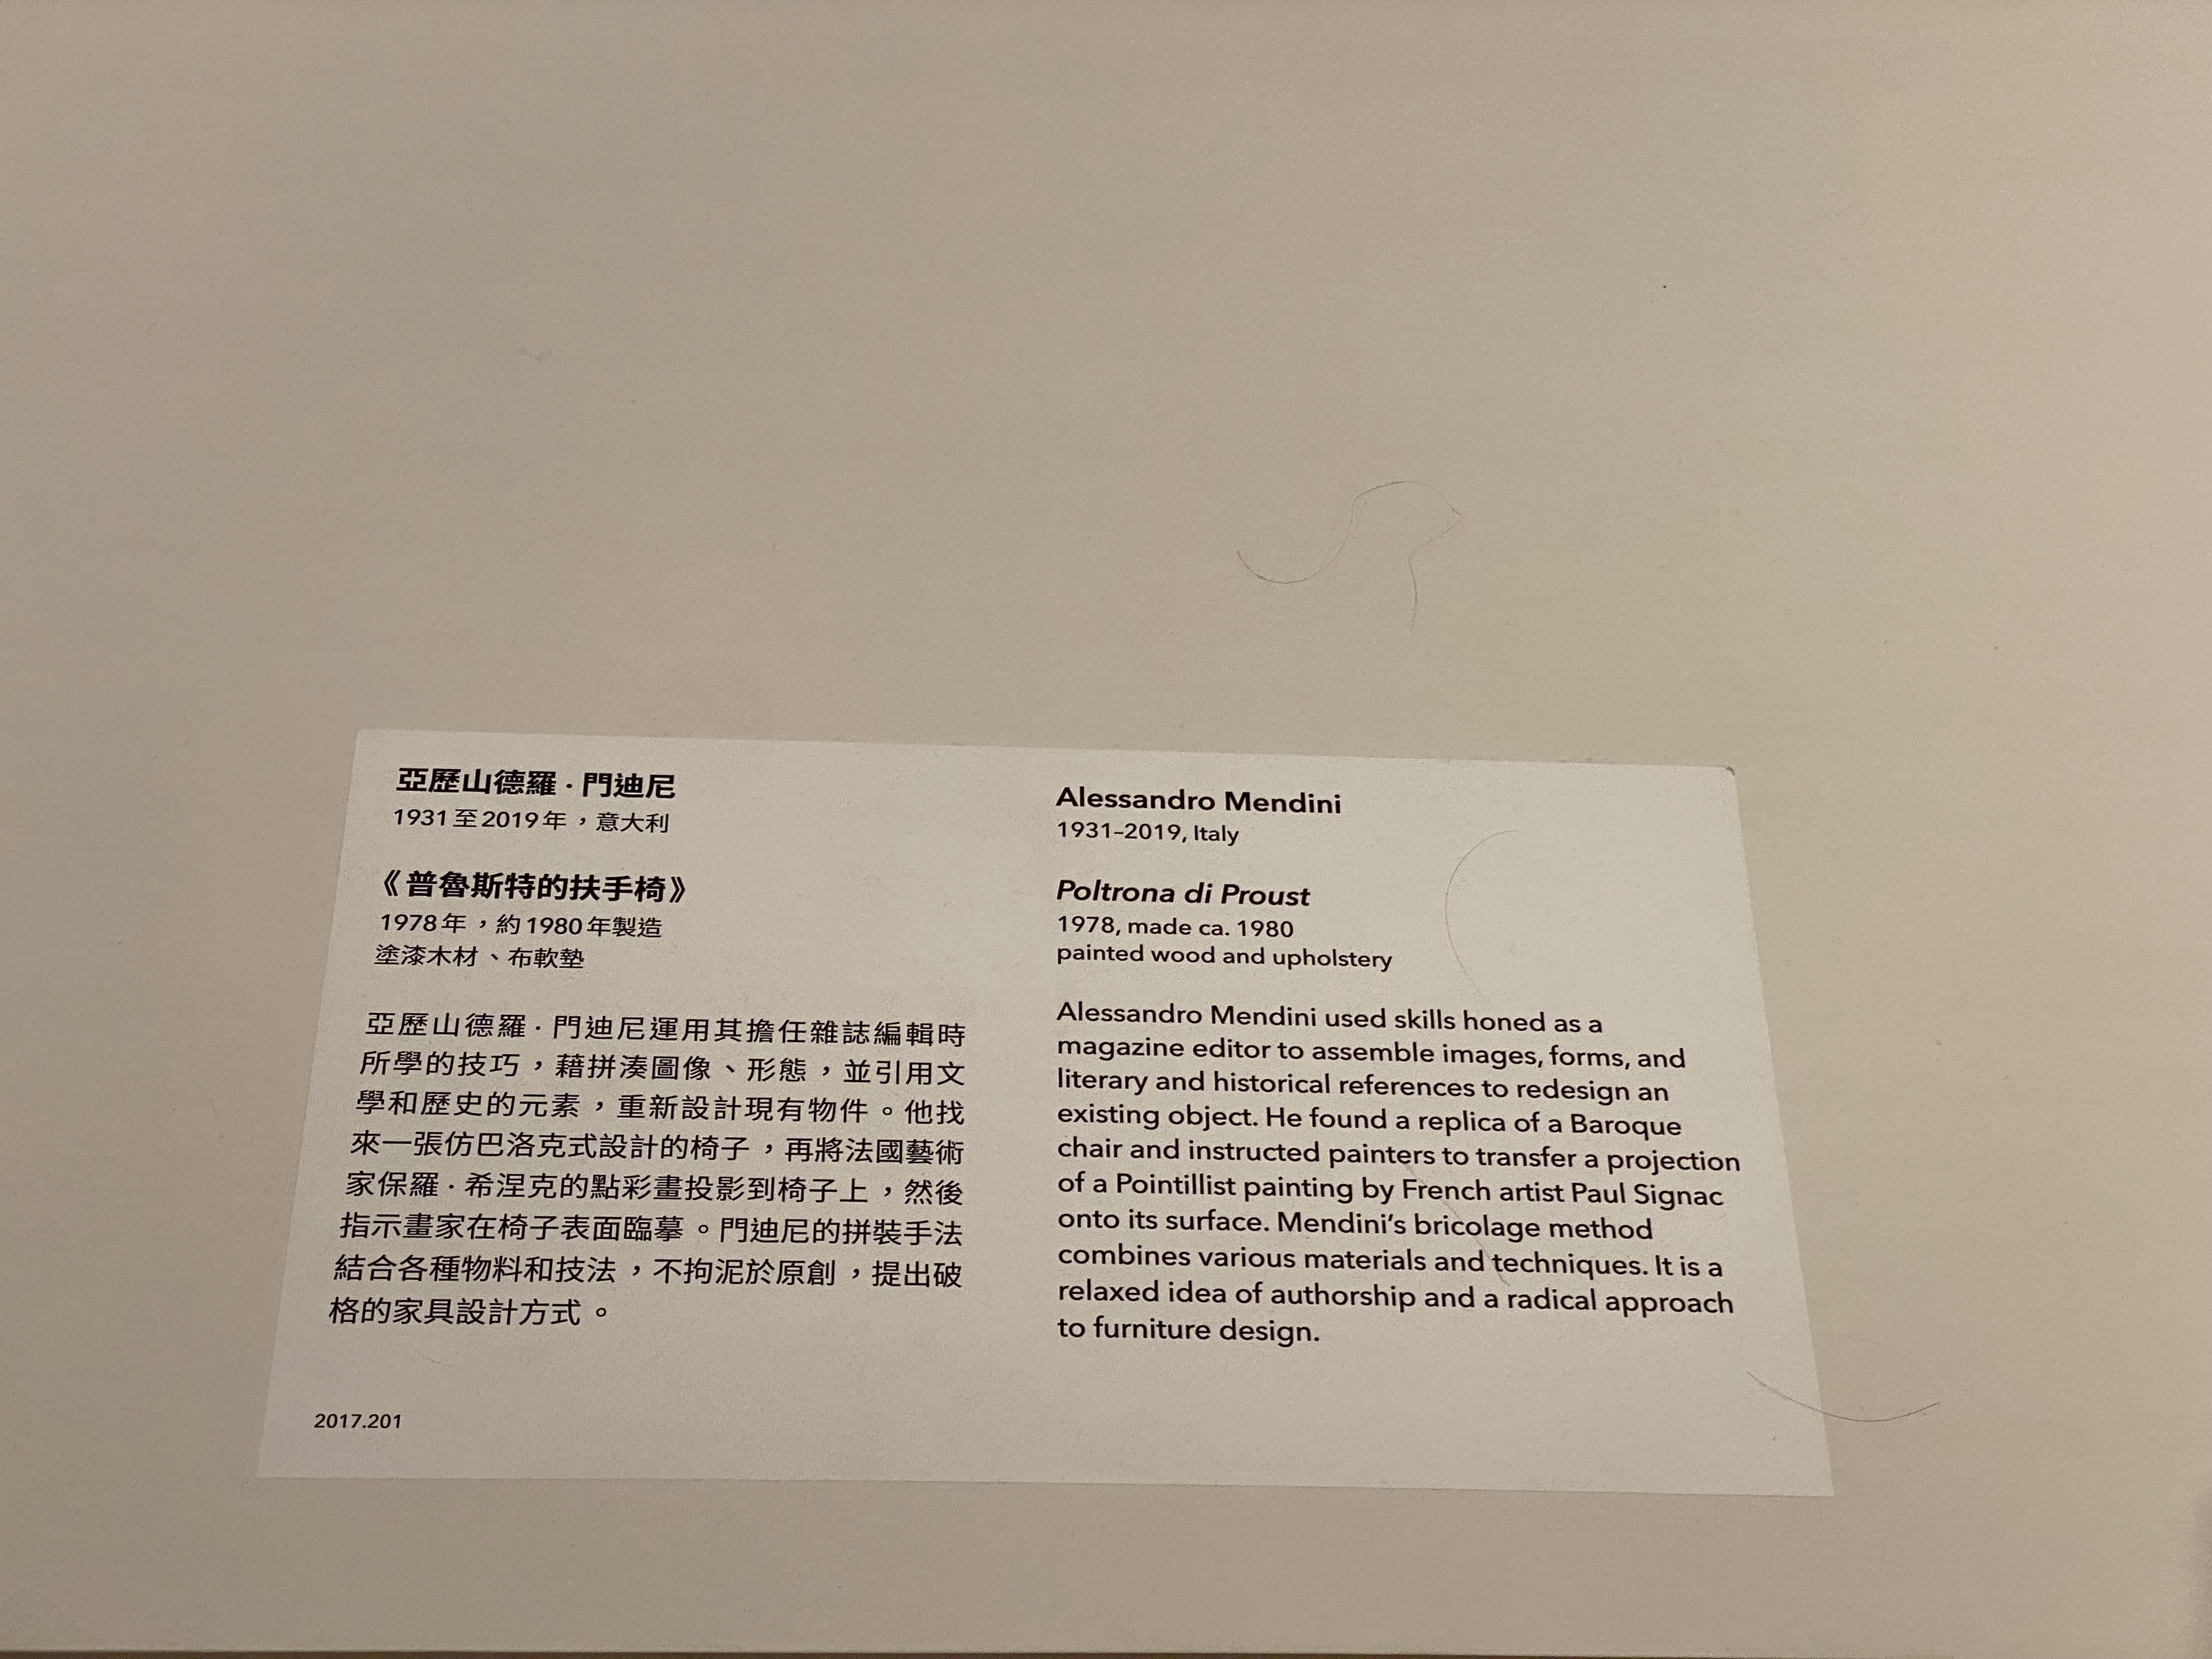 亞歷山德羅·門迪尼
1931至2019年，意大利
《普魯斯特的扶手椅》
1978年，約1980年製造
塗漆木材、布軟墊
亞歷山德羅·門迪尼運用其擔任雜誌編輯時
所學的技巧，藉拼湊圖像、形態，並引用文
學和歷史的元素，重新設計現有物件。他找
來一張仿巴洛克式設計的椅子，再將法國藝術
家保羅·希涅克的點彩畫投影到椅子上，然後
指示畫家在椅子表面臨摹。門迪尼的拼裝手法
結合各種物料和技法，不拘泥於原創，提出破
格的家具設計方式。
2017.201
Alessandro Mendini
1931–2019, Italy
Poltrona di Proust
1978, made ca. 1980
painted wood and upholstery
Alessandro Mendini used skills honed as a
magazine editor to assemble images, forms, and
literary and historical references to redesign an
existing object. He found a replica of a Baroque
chair and instructed painters to transfer a projection
of a Pointillist painting by French artist Paul Signac
onto its surface. Mendini’s bricolage method
combines various materials and techniques. It is a
relaxed idea of authorship and a radical approach
to furniture design.